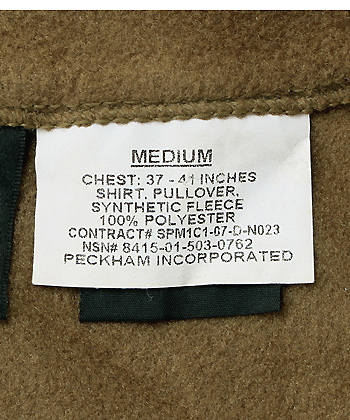 MEDIUM
CHEST: 37 - 41 INCHES
SHIRT, PULLOVER,
SYNTHETIC FLEECE
100% POLYESTER
CONTRACT# SPM1C1-07-D-N023
NSN# 8415-01-503-0762
PECKHAM INCORPORATED